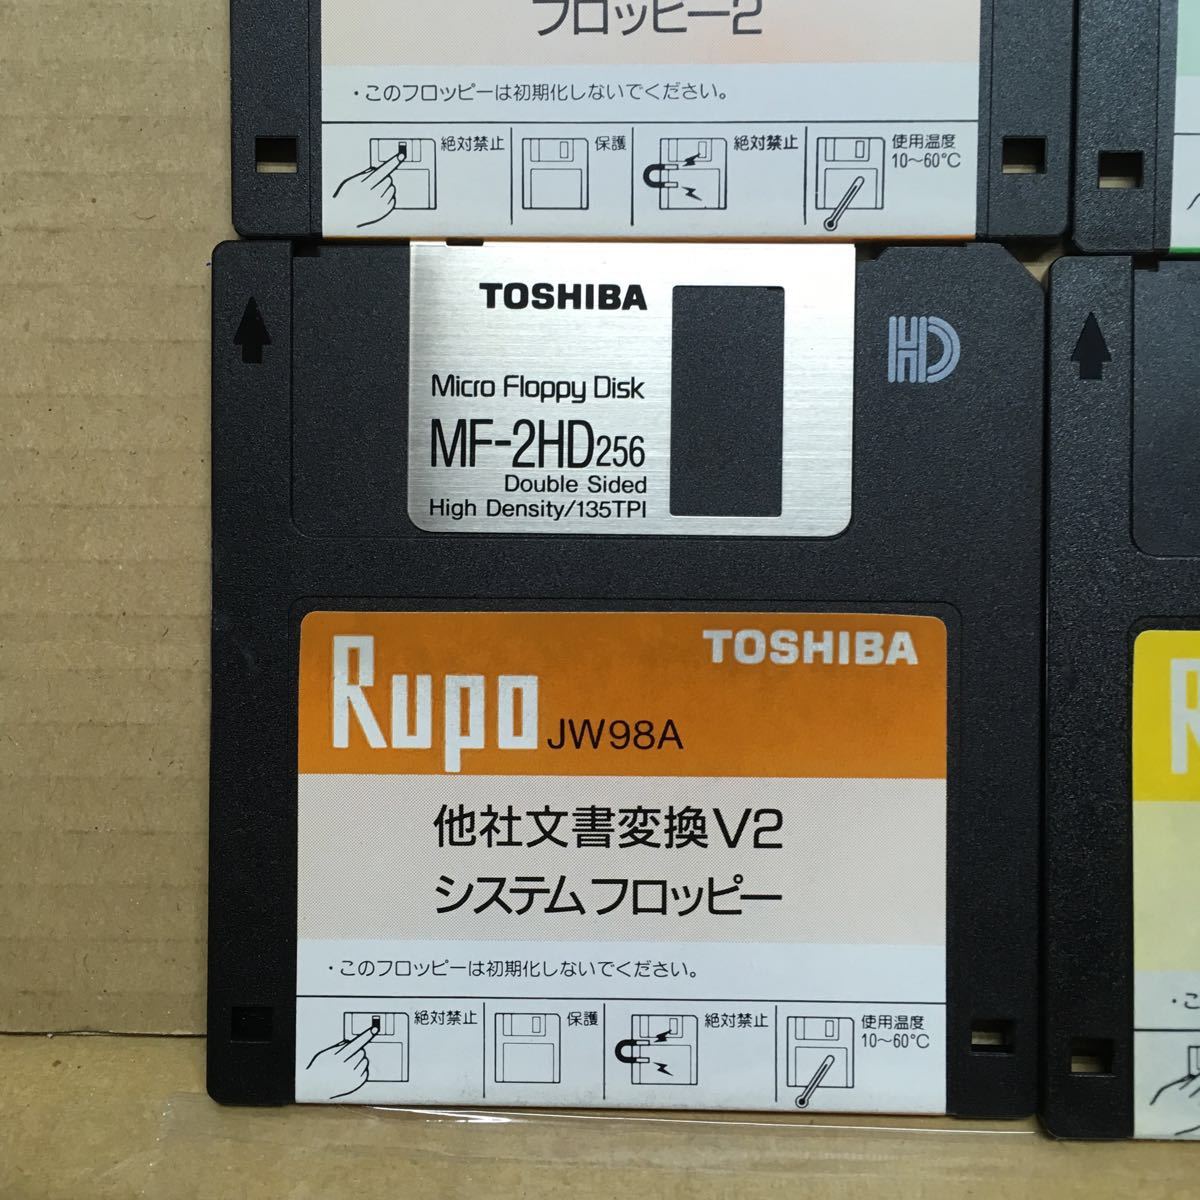 フロッピー2
・このフロッピーは初期化しないでください。
絶対禁止
保護
絶対禁止
使用温度
10～60℃
TOSHIBA
Micro Floppy Disk
MF-2HD256
Double Sided
High Density/135TPI
HD
TOSHIBA
Rupo JW98A
他社文書変換V2
システムフロッピー
・このフロッピーは初期化しないでください。
絶対禁止
保護
絶対禁止
使用温度
10～60℃
R
・こ